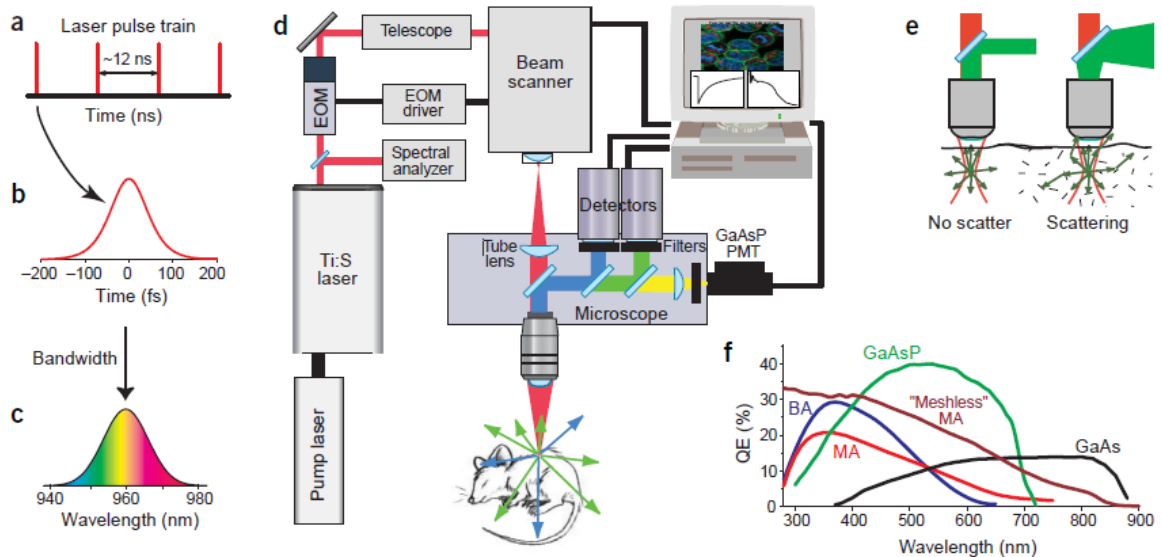 a
Laser pulse train
~12 ns
Time (ns)
b
−200
−100
0
100
200
Time (fs)
Bandwidth
c
940
960
980
Wavelength (nm)
d
Telescope
Beam
scanner
EOM
EOM
driver
Spectral
analyzer
Ti:S
laser
Pump laser
Detectors
Tube
lens
Filters
GaAsP
PMT
Microscope
e
No scatter
Scattering
f
GaAsP
BA
"Meshless"
MA
MA
GaAs
QE (%)
40
30
20
10
0
300
400
500
600
700
800
900
Wavelength (nm)